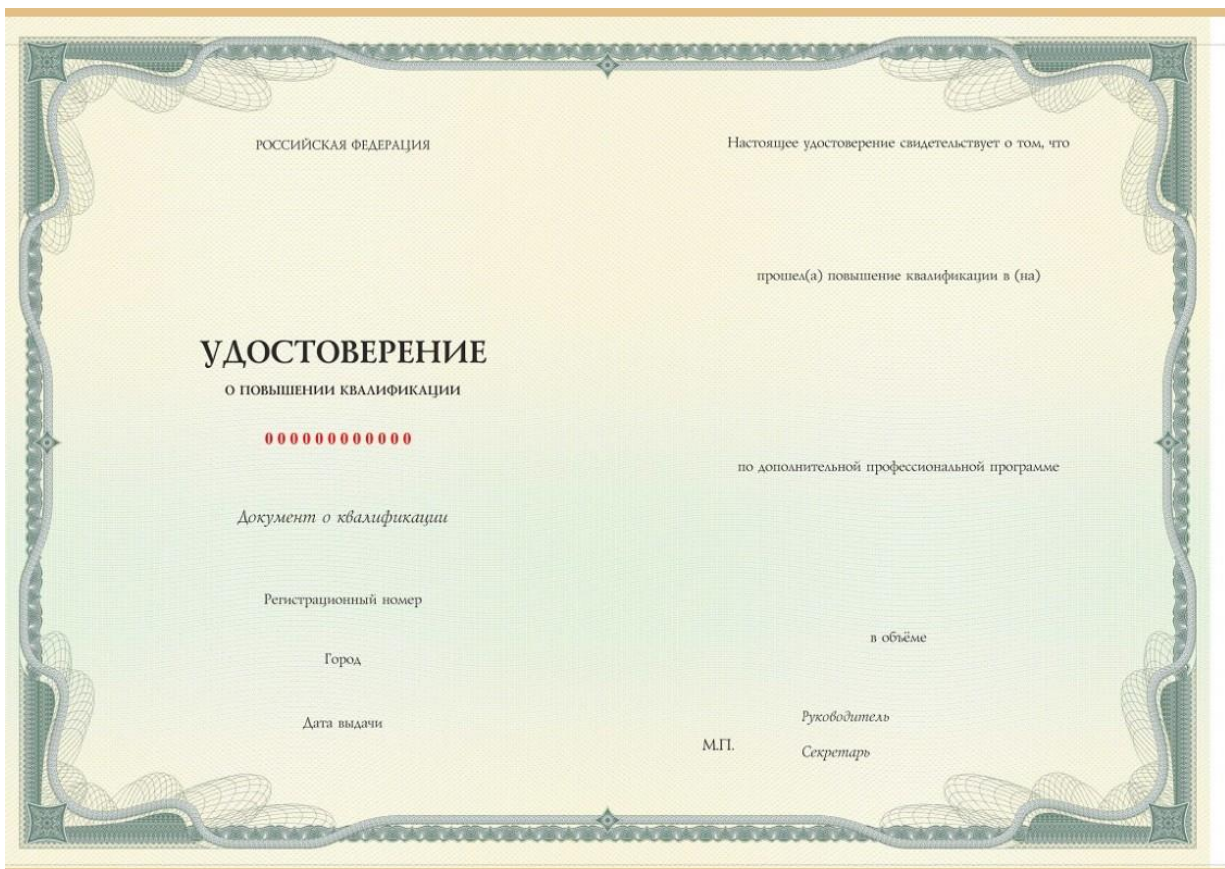 РОССИЙСКАЯ ФЕДЕРАЦИЯ
УДОСТОВЕРЕНИЕ
О ПОВЫШЕНИИ КВАЛИФИКАЦИИ
000000000000
Документ о квалификации
Регистрационный номер
Город
Дата выдачи
Настоящее удостоверение свидетельствует о том, что
прошел(а) повышение квалификации в (на)
по дополнительной профессиональной программе
в объёме
Руководитель
М.П.
Секретарь